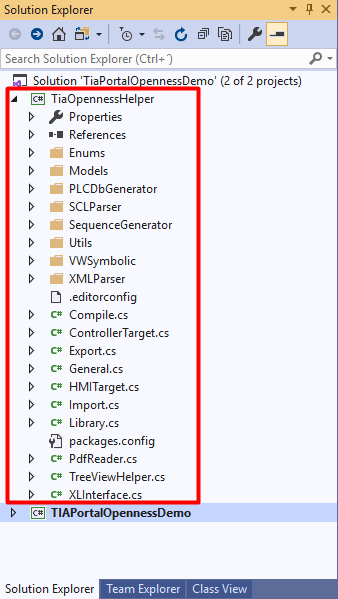 Solution Explorer
Search Solution Explorer (Ctrl+´)
Solution 'TiaPortalOpennessDemo' (2 of 2 projects)
C# TiaOpennessHelper
Properties
References
Enums
Models
PLCDbGenerator
SCLParser
SequenceGenerator
Utils
VWSymbolic
XMLParser
.editorconfig
C# Compile.cs
C# ControllerTarget.cs
C# Export.cs
C# General.cs
C# HMITarget.cs
C# Import.cs
C# Library.cs
packages.config
C# PdfReader.cs
C# TreeViewHelper.cs
C# XLInterface.cs
C# TIAPortalOpennessDemo
Solution Explorer Team Explorer Class View